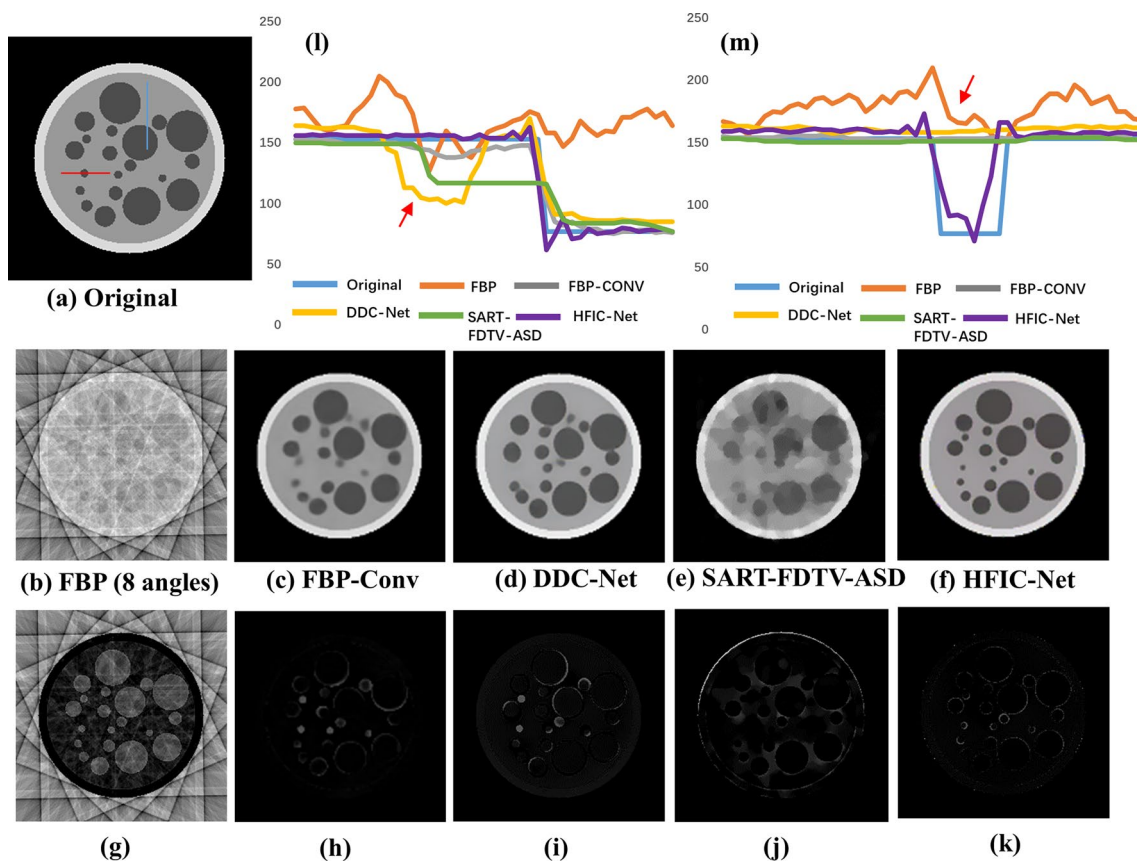 250
(l)
200
150
100
50
0
Original
FBP
FBP-CONV
DDC-Net
SART-
FDTV-ASD
HFIC-Net
250
(m)
200
150
100
50
0
Original
FBP
FBP-CONV
DDC-Net
SART-
FDTV-ASD
HFIC-Net
(a) Original
(b) FBP (8 angles)
(c) FBP-Conv
(d) DDC-Net
(e) SART-FDTV-ASD
(f) HFIC-Net
(g)
(h)
(i)
(j)
(k)